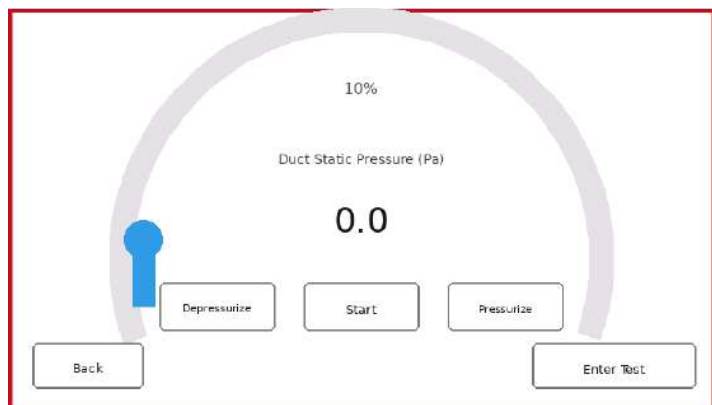 10%
Duct Static Pressure (Pa)
0.0
Depressurize
Start
Pressurize
Back
Enter Test